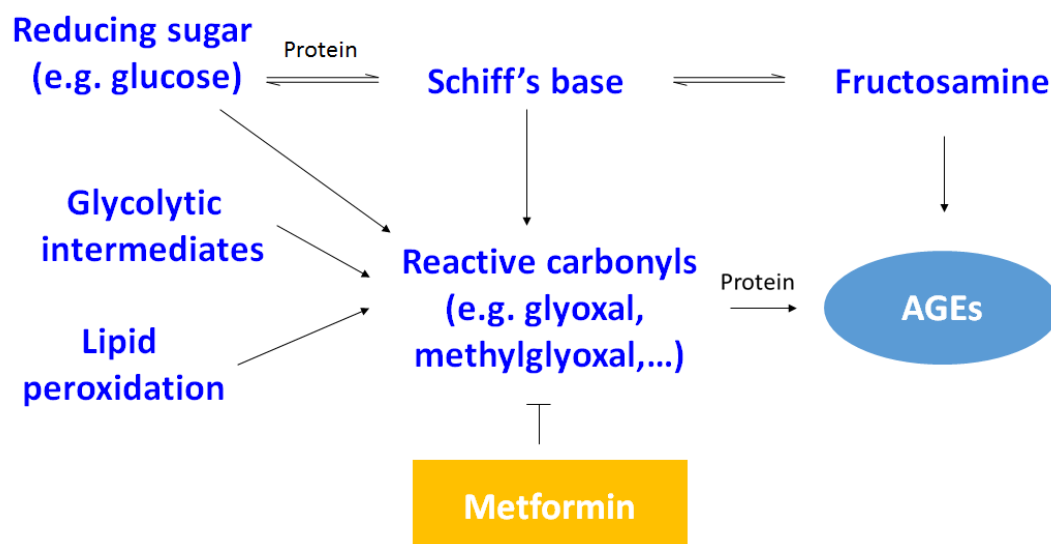 Reducing sugar
(e.g. glucose)
Protein
Schiff’s base
Fructosamine
Glycolytic
intermediates
Reactive carbonyls
(e.g. glyoxal,
methylglyoxal,...)
Protein
AGEs
Lipid
peroxidation
Metformin